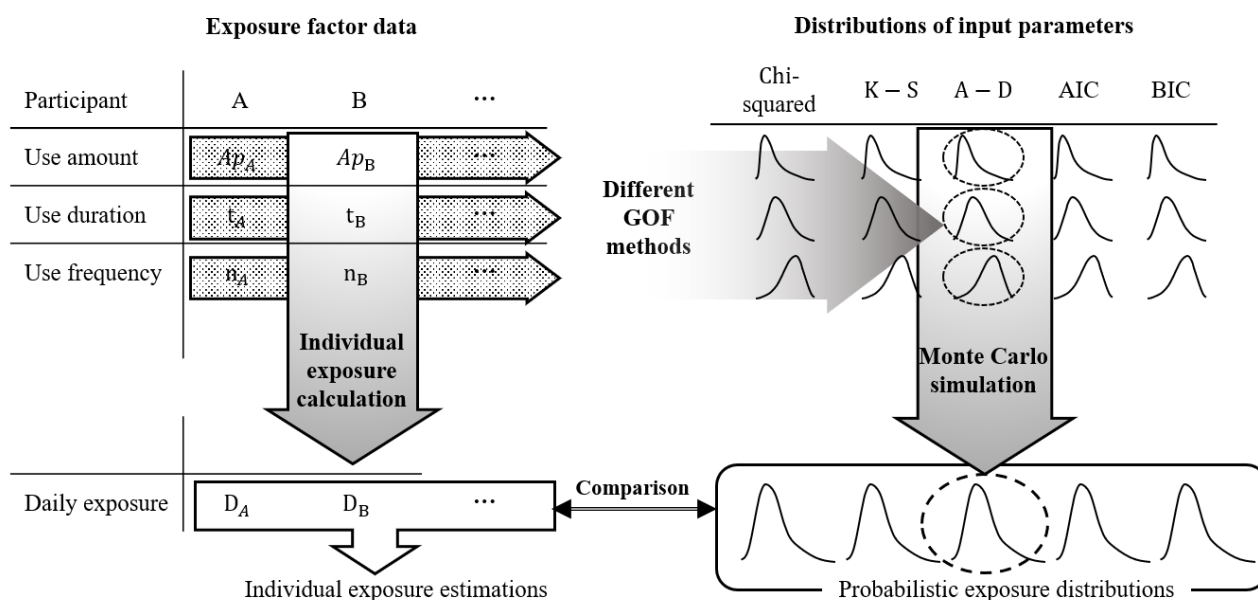 Exposure factor data
Participant A B ⋯
Use amount Ap_A Ap_B ⋯
Use duration t_A t_B ⋯
Use frequency n_A n_B ⋯
Individual
exposure
calculation
Daily exposure D_A D_B ⋯
Individual exposure estimations
Comparison
Distributions of input parameters
Chi-
squared K – S A – D AIC BIC
Different
GOF
methods
Monte Carlo
simulation
Probabilistic exposure distributions